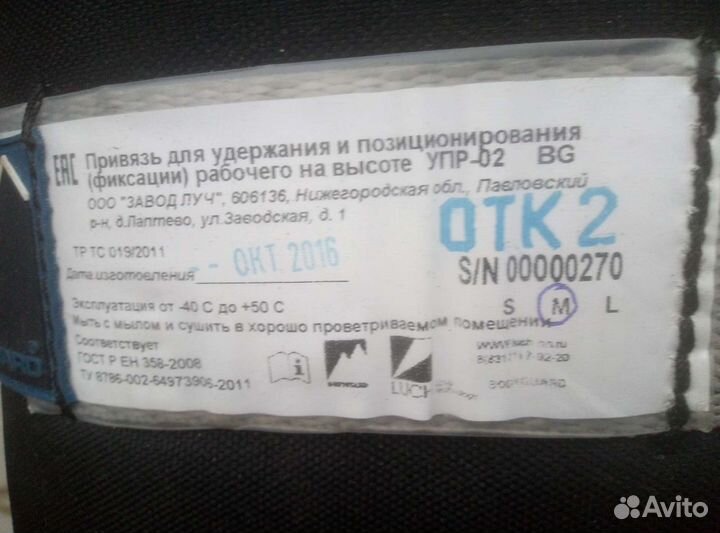 EAC Привязь для удержания и позиционирования
(фиксации) рабочего на высоте УПР-02 BG
ООО "ЗАВОД ЛУЧ", 606136, Нижегородская обл., Павловский
р-н, д.Лаптево, ул.Заводская, д. 1
ОТК 2
ТР ТС 019/2011
Дата изготовления -- ОКТ 2016
S/N 00000270
Эксплуатация от -40 С до +50 С
S M L
Мыть с мылом и сушить в хорошо проветриваемом помещении
Соответствует
ГОСТ Р ЕН 358-2008
ТУ 8786-002-64973906-2011
LUCH
BODYGUARD
Avito